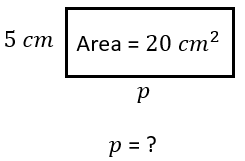 5 cm
Area = 20 cm²
p
p = ?